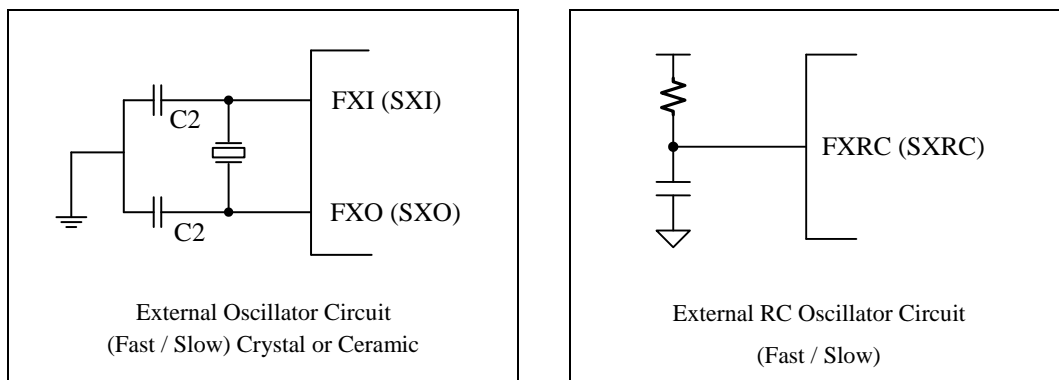 C2
FXI (SXI)
C2
FXO (SXO)
External Oscillator Circuit
(Fast / Slow) Crystal or Ceramic
FXRC (SXRC)
External RC Oscillator Circuit
(Fast / Slow)